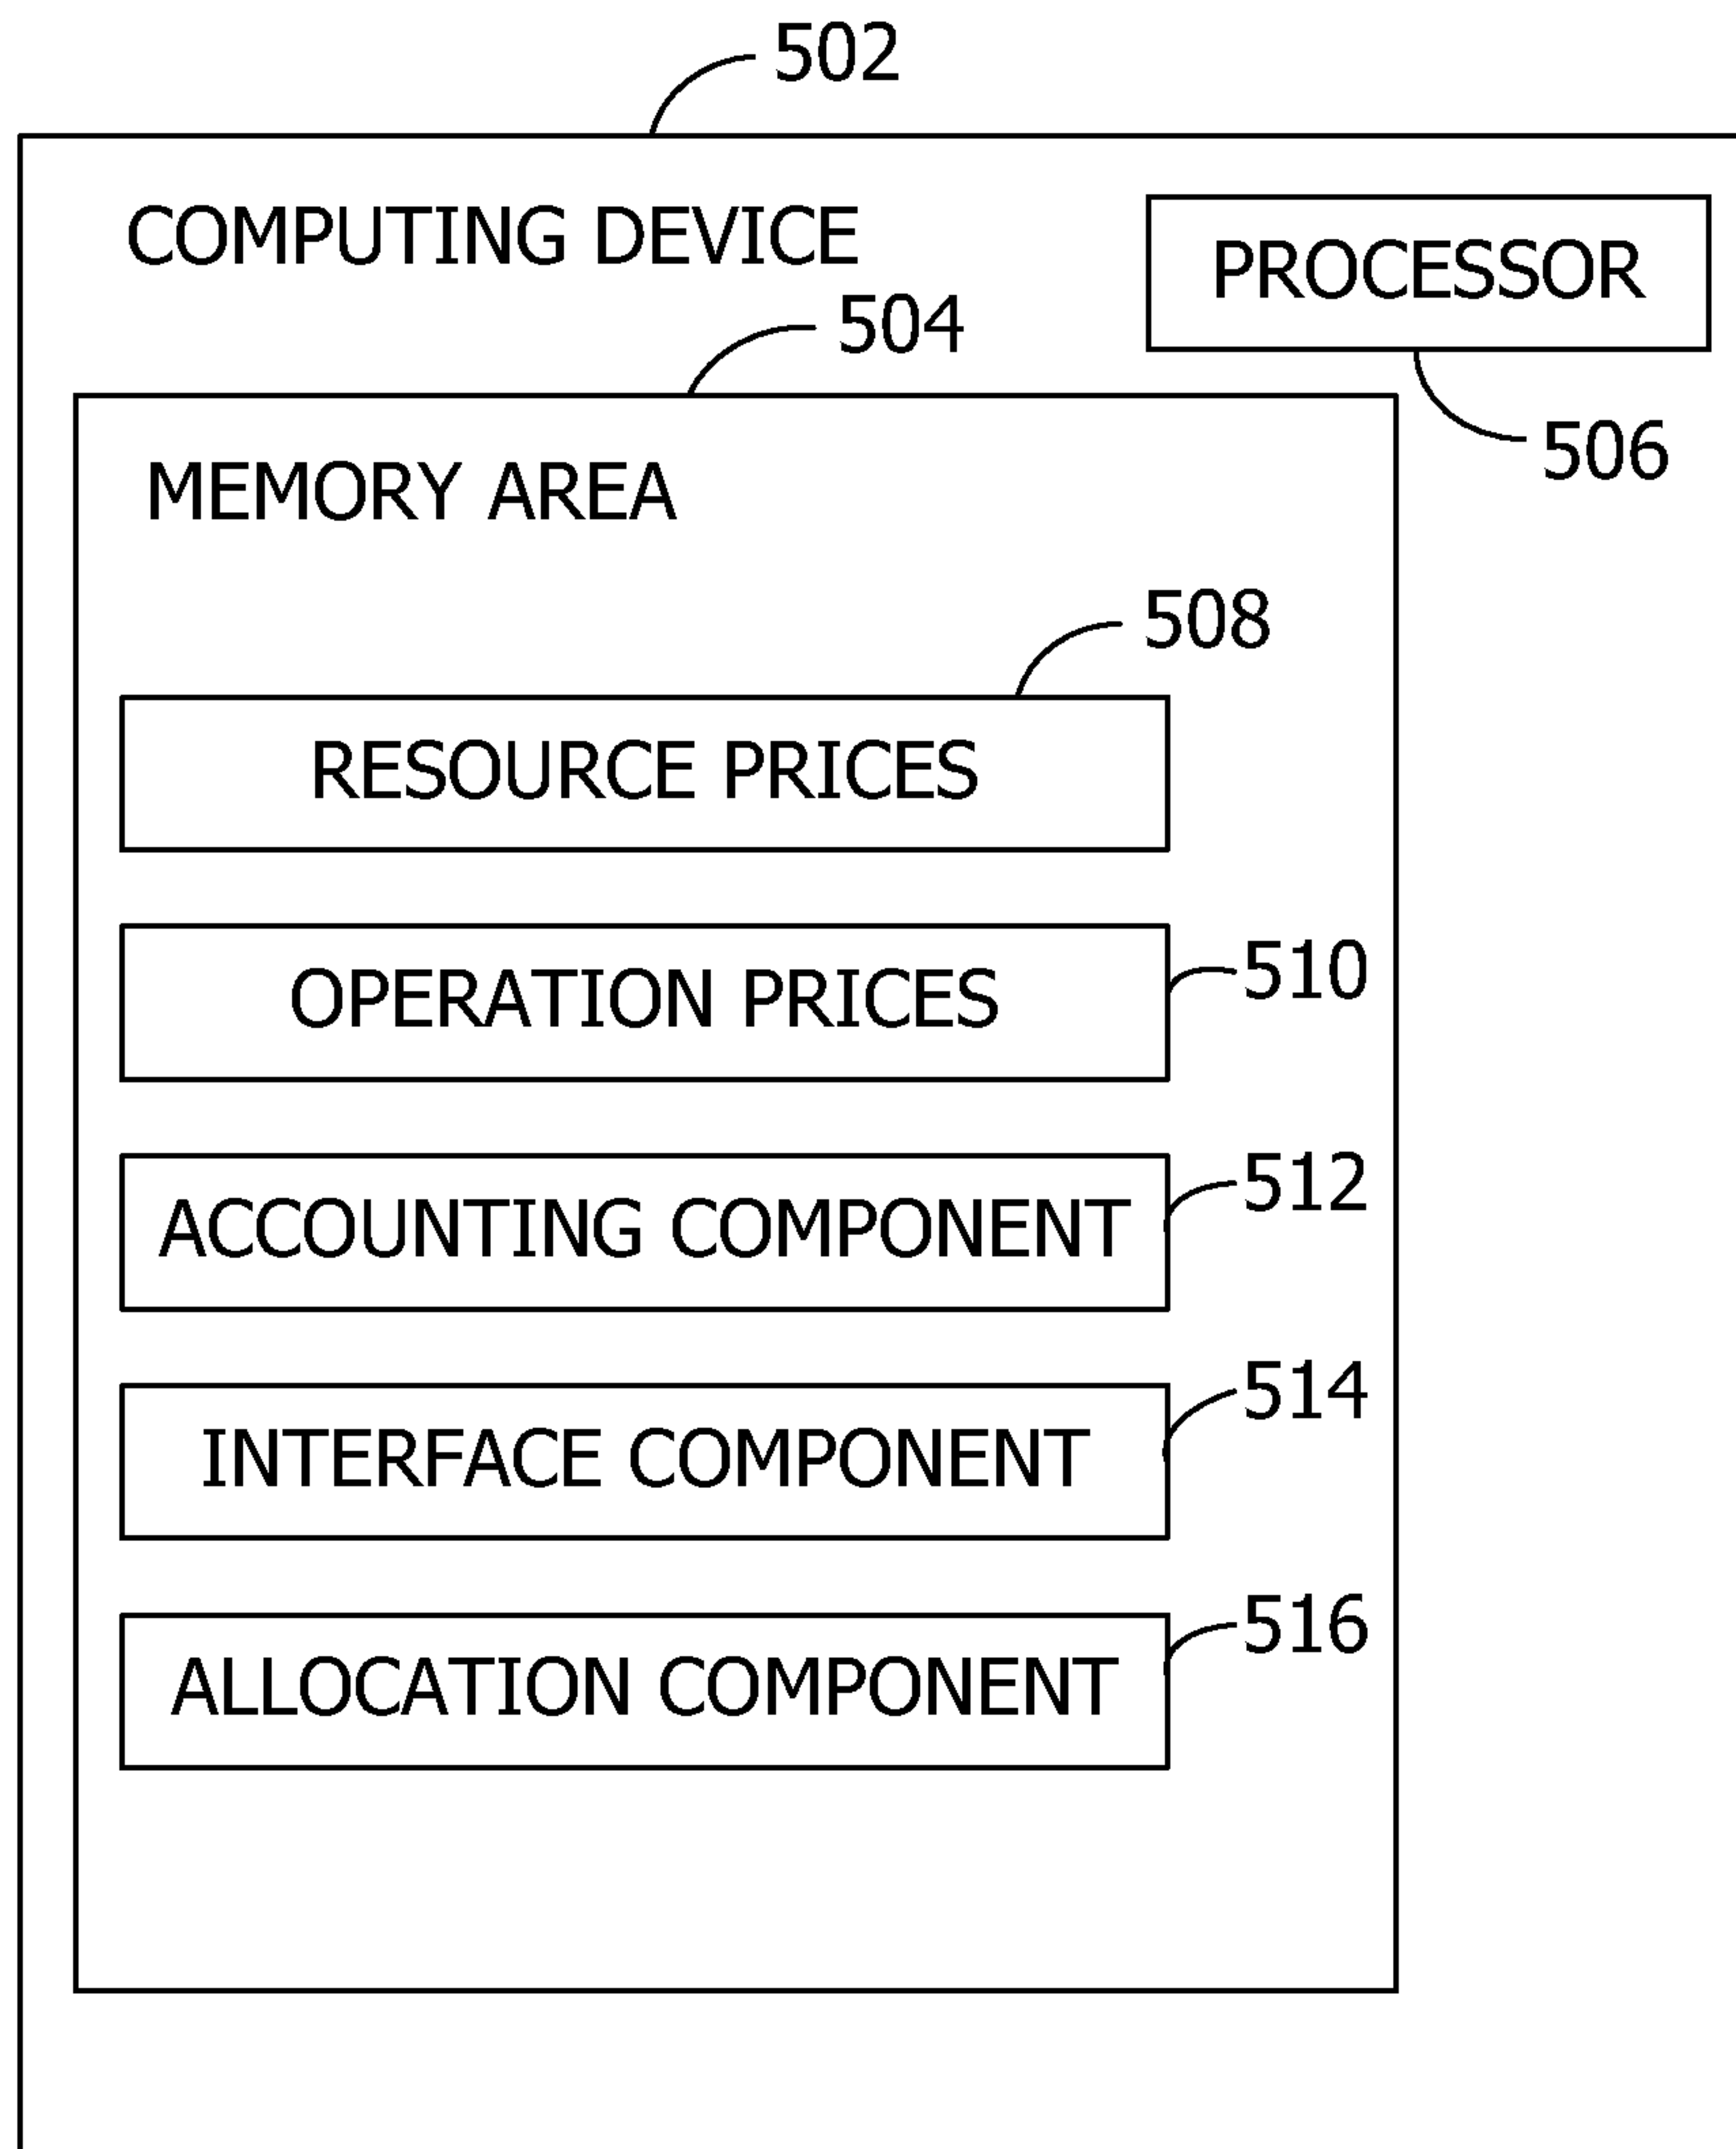 502
COMPUTING DEVICE
PROCESSOR
504
506
MEMORY AREA
508
RESOURCE PRICES
OPERATION PRICES
510
ACCOUNTING COMPONENT
512
INTERFACE COMPONENT
514
ALLOCATION COMPONENT
516